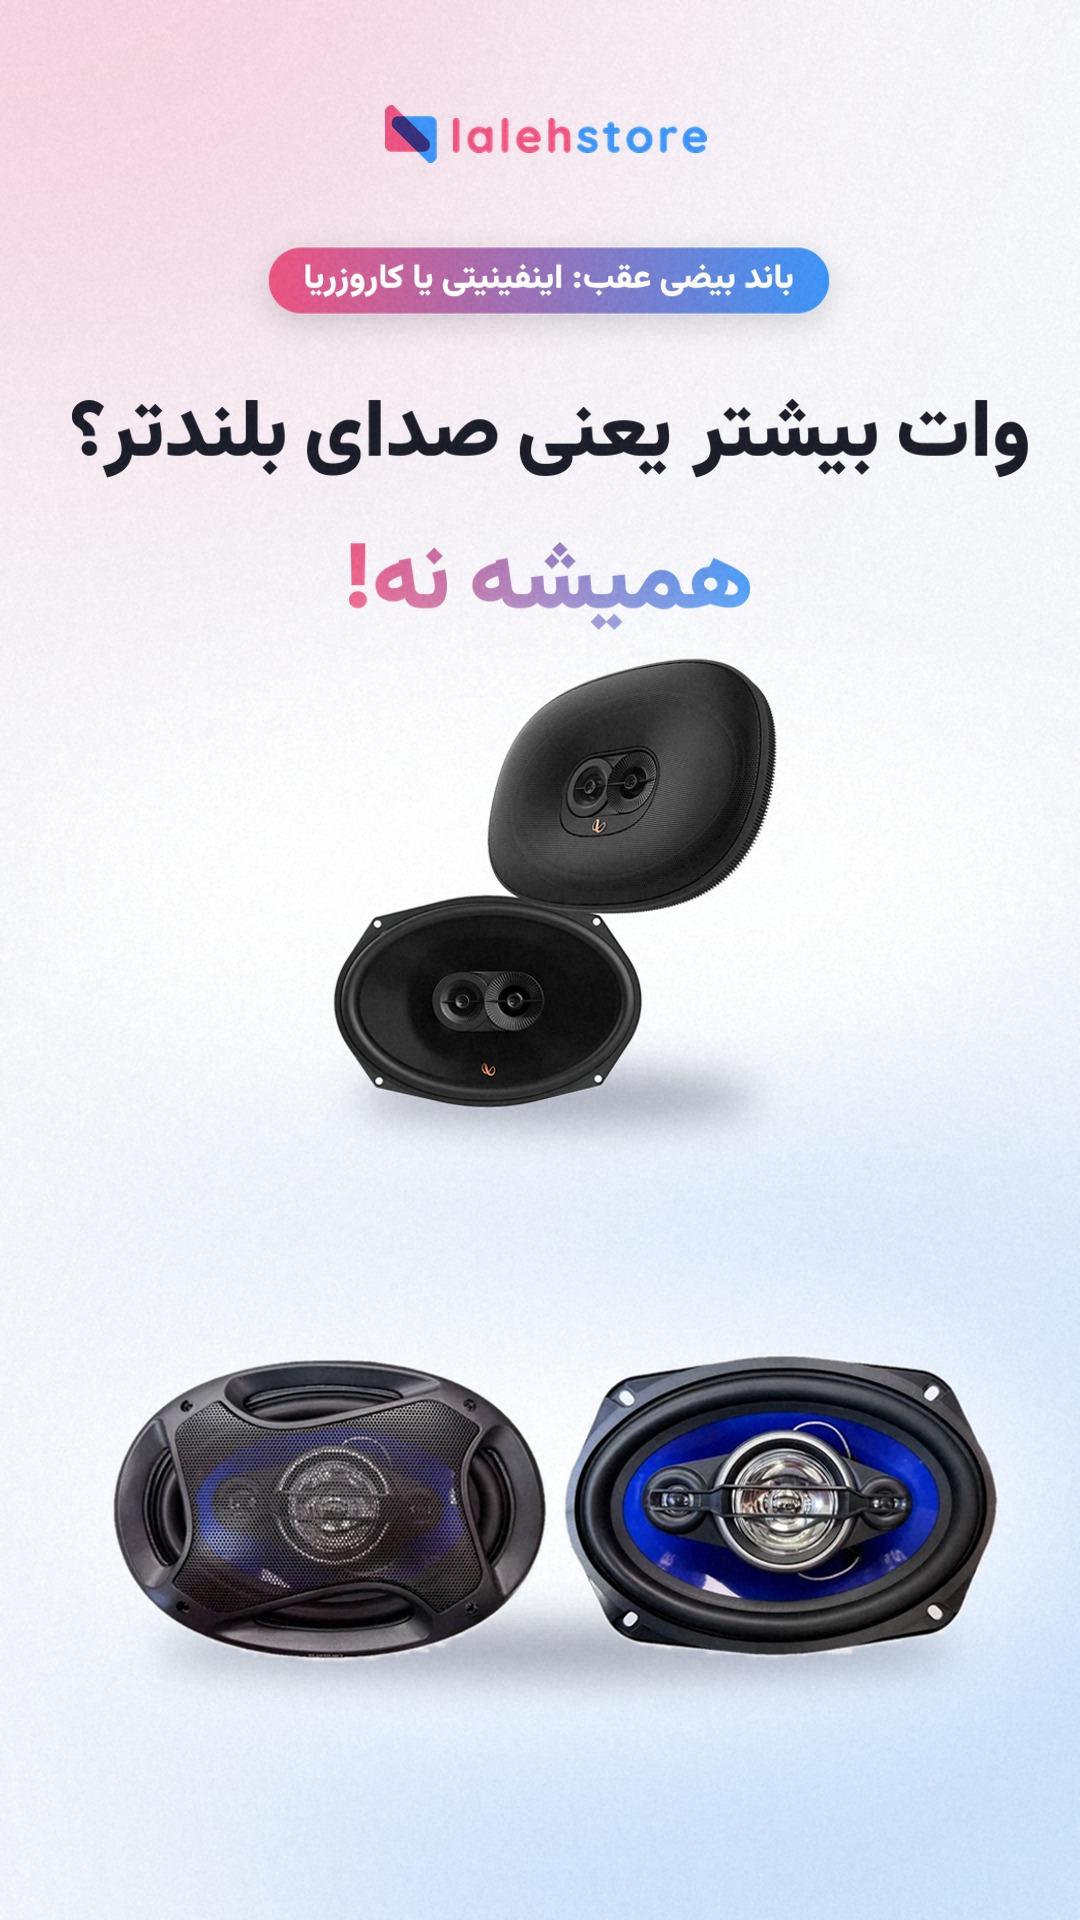 lalehstore
باند بیضی عقب: اینفینیتی یا کاروزریا
وات بیشتر یعنی صدای بلندتر؟
همیشه نه!